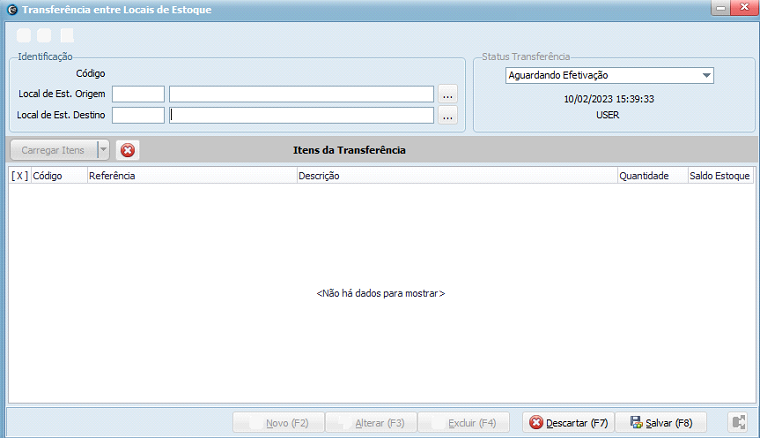 Transferência entre Locais de Estoque
Identificação
Código
Local de Est. Origem
...
Local de Est. Destino
...
Status Transferência
Aguardando Efetivação
10/02/2023 15:39:33
USER
Carregar Itens
Itens da Transferência
[X] Código Referência Descrição Quantidade Saldo Estoque
<Não há dados para mostrar>
Novo (F2) Alterar (F3) Excluir (F4) Descartar (F7) Salvar (F8)